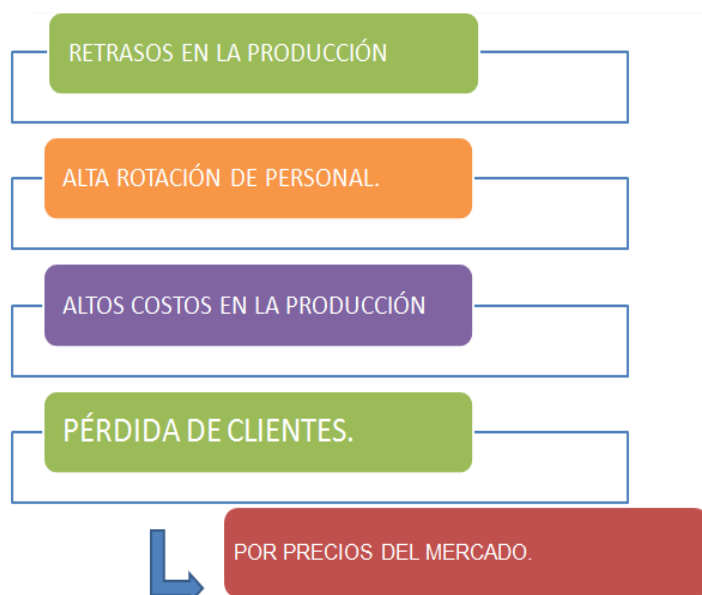 RETRASOS EN LA PRODUCCIÓN
ALTA ROTACIÓN DE PERSONAL.
ALTOS COSTOS EN LA PRODUCCIÓN
PÉRDIDA DE CLIENTES.
POR PRECIOS DEL MERCADO.